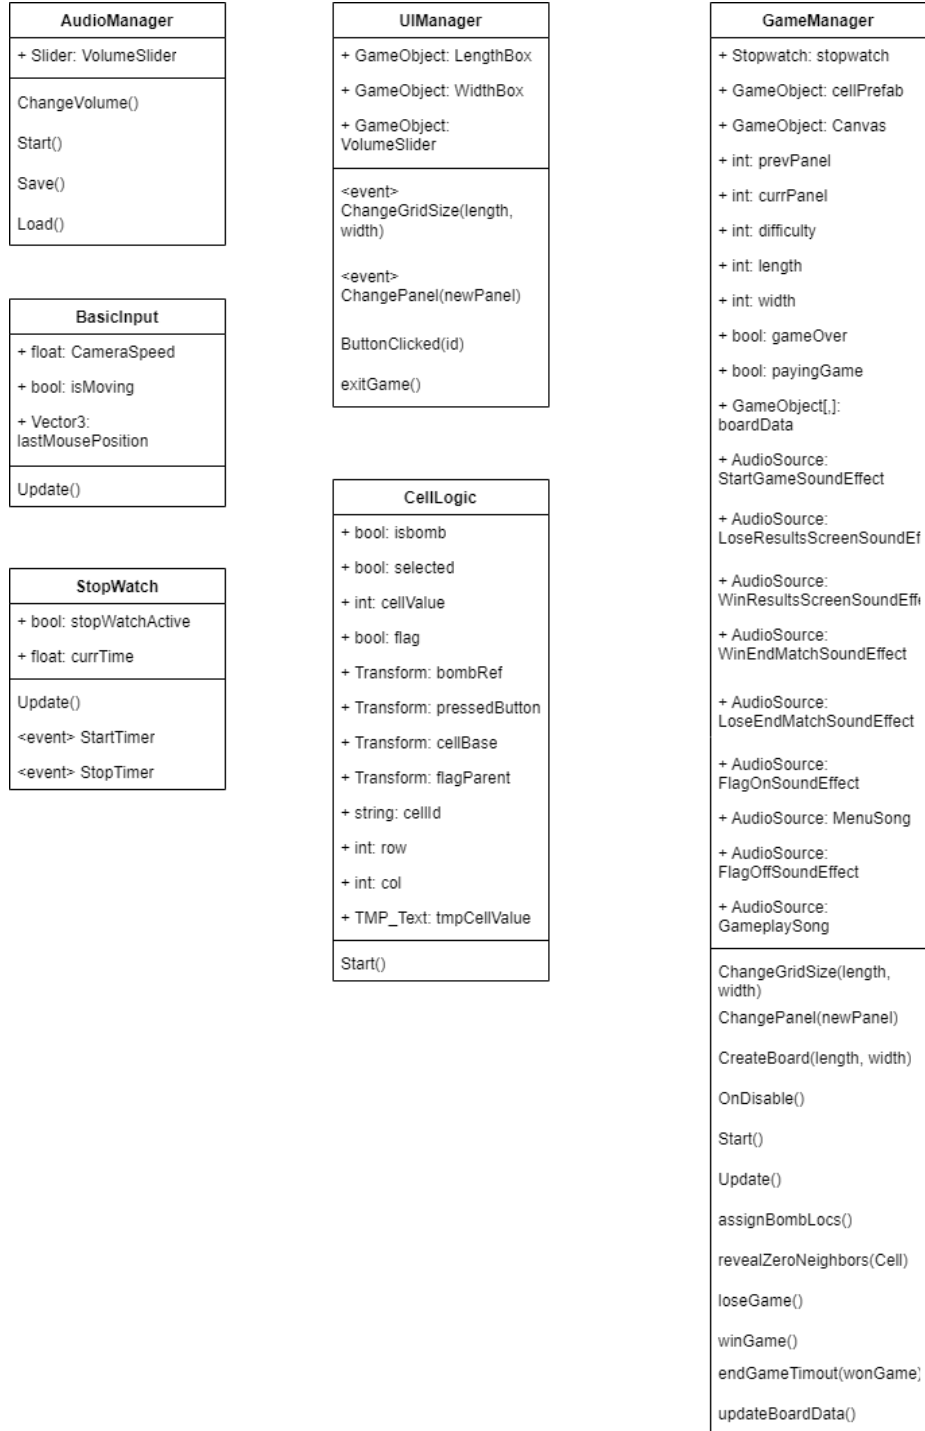 AudioManager
+ Slider: VolumeSlider
ChangeVolume()
Start()
Save()
Load()
BasicInput
+ float: CameraSpeed
+ bool: isMoving
+ Vector3:
lastMousePosition
Update()
StopWatch
+ bool: stopWatchActive
+ float: currTime
Update()
<event> StartTimer
<event> StopTimer
UIManager
+ GameObject: LengthBox
+ GameObject: WidthBox
+ GameObject:
VolumeSlider
<event>
ChangeGridSize(length,
width)
<event>
ChangePanel(newPanel)
ButtonClicked(id)
exitGame()
CellLogic
+ bool: isbomb
+ bool: selected
+ int: cellValue
+ bool: flag
+ Transform: bombRef
+ Transform: pressedButton
+ Transform: cellBase
+ Transform: flagParent
+ string: cellId
+ int: row
+ int: col
+ TMP_Text: tmpCellValue
Start()
GameManager
+ Stopwatch: stopwatch
+ GameObject: cellPrefab
+ GameObject: Canvas
+ int: prevPanel
+ int: currPanel
+ int: difficulty
+ int: length
+ int: width
+ bool: gameOver
+ bool: payingGame
+ GameObject[,]:
boardData
+ AudioSource:
StartGameSoundEffect
+ AudioSource:
LoseResultsScreenSoundEf
+ AudioSource:
WinResultsScreenSoundEff
+ AudioSource:
WinEndMatchSoundEffect
+ AudioSource:
LoseEndMatchSoundEffect
+ AudioSource:
FlagOnSoundEffect
+ AudioSource: MenuSong
+ AudioSource:
FlagOffSoundEffect
+ AudioSource:
GameplaySong
ChangeGridSize(length,
width)
ChangePanel(newPanel)
CreateBoard(length, width)
OnDisable()
Start()
Update()
assignBombLocs()
revealZeroNeighbors(Cell)
loseGame()
winGame()
endGameTimout(wonGame)
updateBoardData()